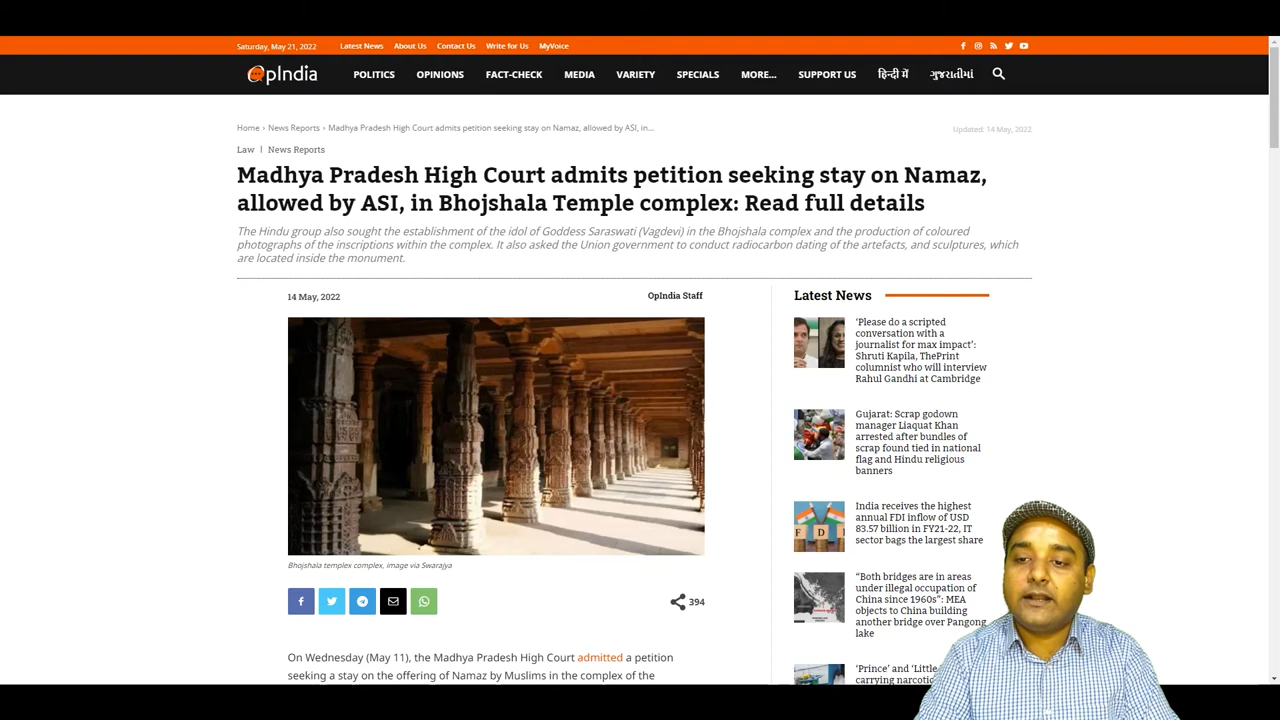 Saturday, May 21, 2022
Latest News
About Us
Contact Us
Write for Us
MyVoice
OpIndia
POLITICS
OPINIONS
FACT-CHECK
MEDIA
VARIETY
SPECIALS
MORE...
SUPPORT US
हिन्दी में
ગુજરાતીમાં
Home › News Reports › Madhya Pradesh High Court admits petition seeking stay on Namaz, allowed by ASI, in...
Updated: 14 May, 2022
Law | News Reports
Madhya Pradesh High Court admits petition seeking stay on Namaz,
allowed by ASI, in Bhojshala Temple complex: Read full details
The Hindu group also sought the establishment of the idol of Goddess Saraswati (Vagdevi) in the Bhojshala complex and the production of coloured
photographs of the inscriptions within the complex. It also asked the Union government to conduct radiocarbon dating of the artefacts, and sculptures, which
are located inside the monument.
14 May, 2022
OpIndia Staff
Bhojshala templex complex, image via Swarajya
394
On Wednesday (May 11), the Madhya Pradesh High Court admitted a petition
seeking a stay on the offering of Namaz by Muslims in the complex of the
Latest News
‘Please do a scripted
conversation with a
journalist for max impact’:
Shruti Kapila, ThePrint
columnist who will interview
Rahul Gandhi at Cambridge
Gujarat: Scrap godown
manager Liaquat Khan
arrested after bundles of
scrap found tied in national
flag and Hindu religious
banners
India receives the highest
annual FDI inflow of USD
83.57 billion in FY21-22, IT
sector bags the largest share
“Both bridges are in areas
under illegal occupation of
China since 1960s”: MEA
objects to China building
another bridge over Pangong
lake
‘Prince’ and ‘Little
carrying narcotic